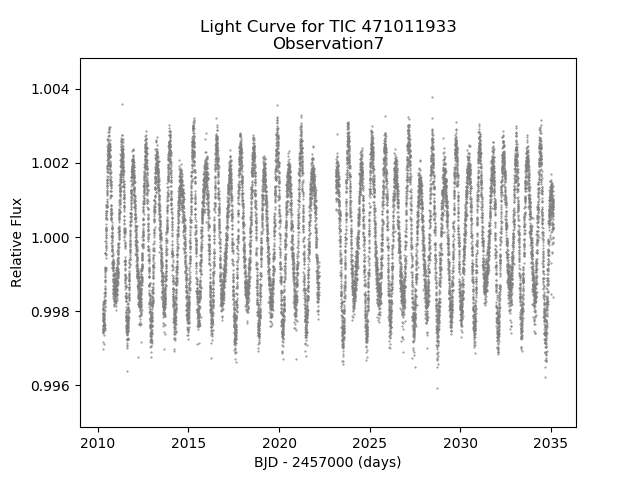 Light Curve for TIC 471011933
Observation7
Relative Flux
1.004
1.002
1.000
0.998
0.996
2010 2015 2020 2025 2030 2035
BJD - 2457000 (days)